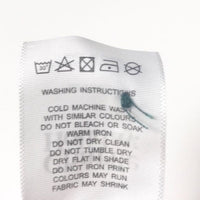 WASHING INSTRUCTIONS
COLD MACHINE WASH
WITH SIMILAR COLOURS
DO NOT BLEACH OR SOAK
WARM IRON
DO NOT DRY CLEAN
DO NOT TUMBLE DRY
DRY FLAT IN SHADE
DO NOT IRON PRINT
COLOURS MAY RUN
FABRIC MAY SHRINK